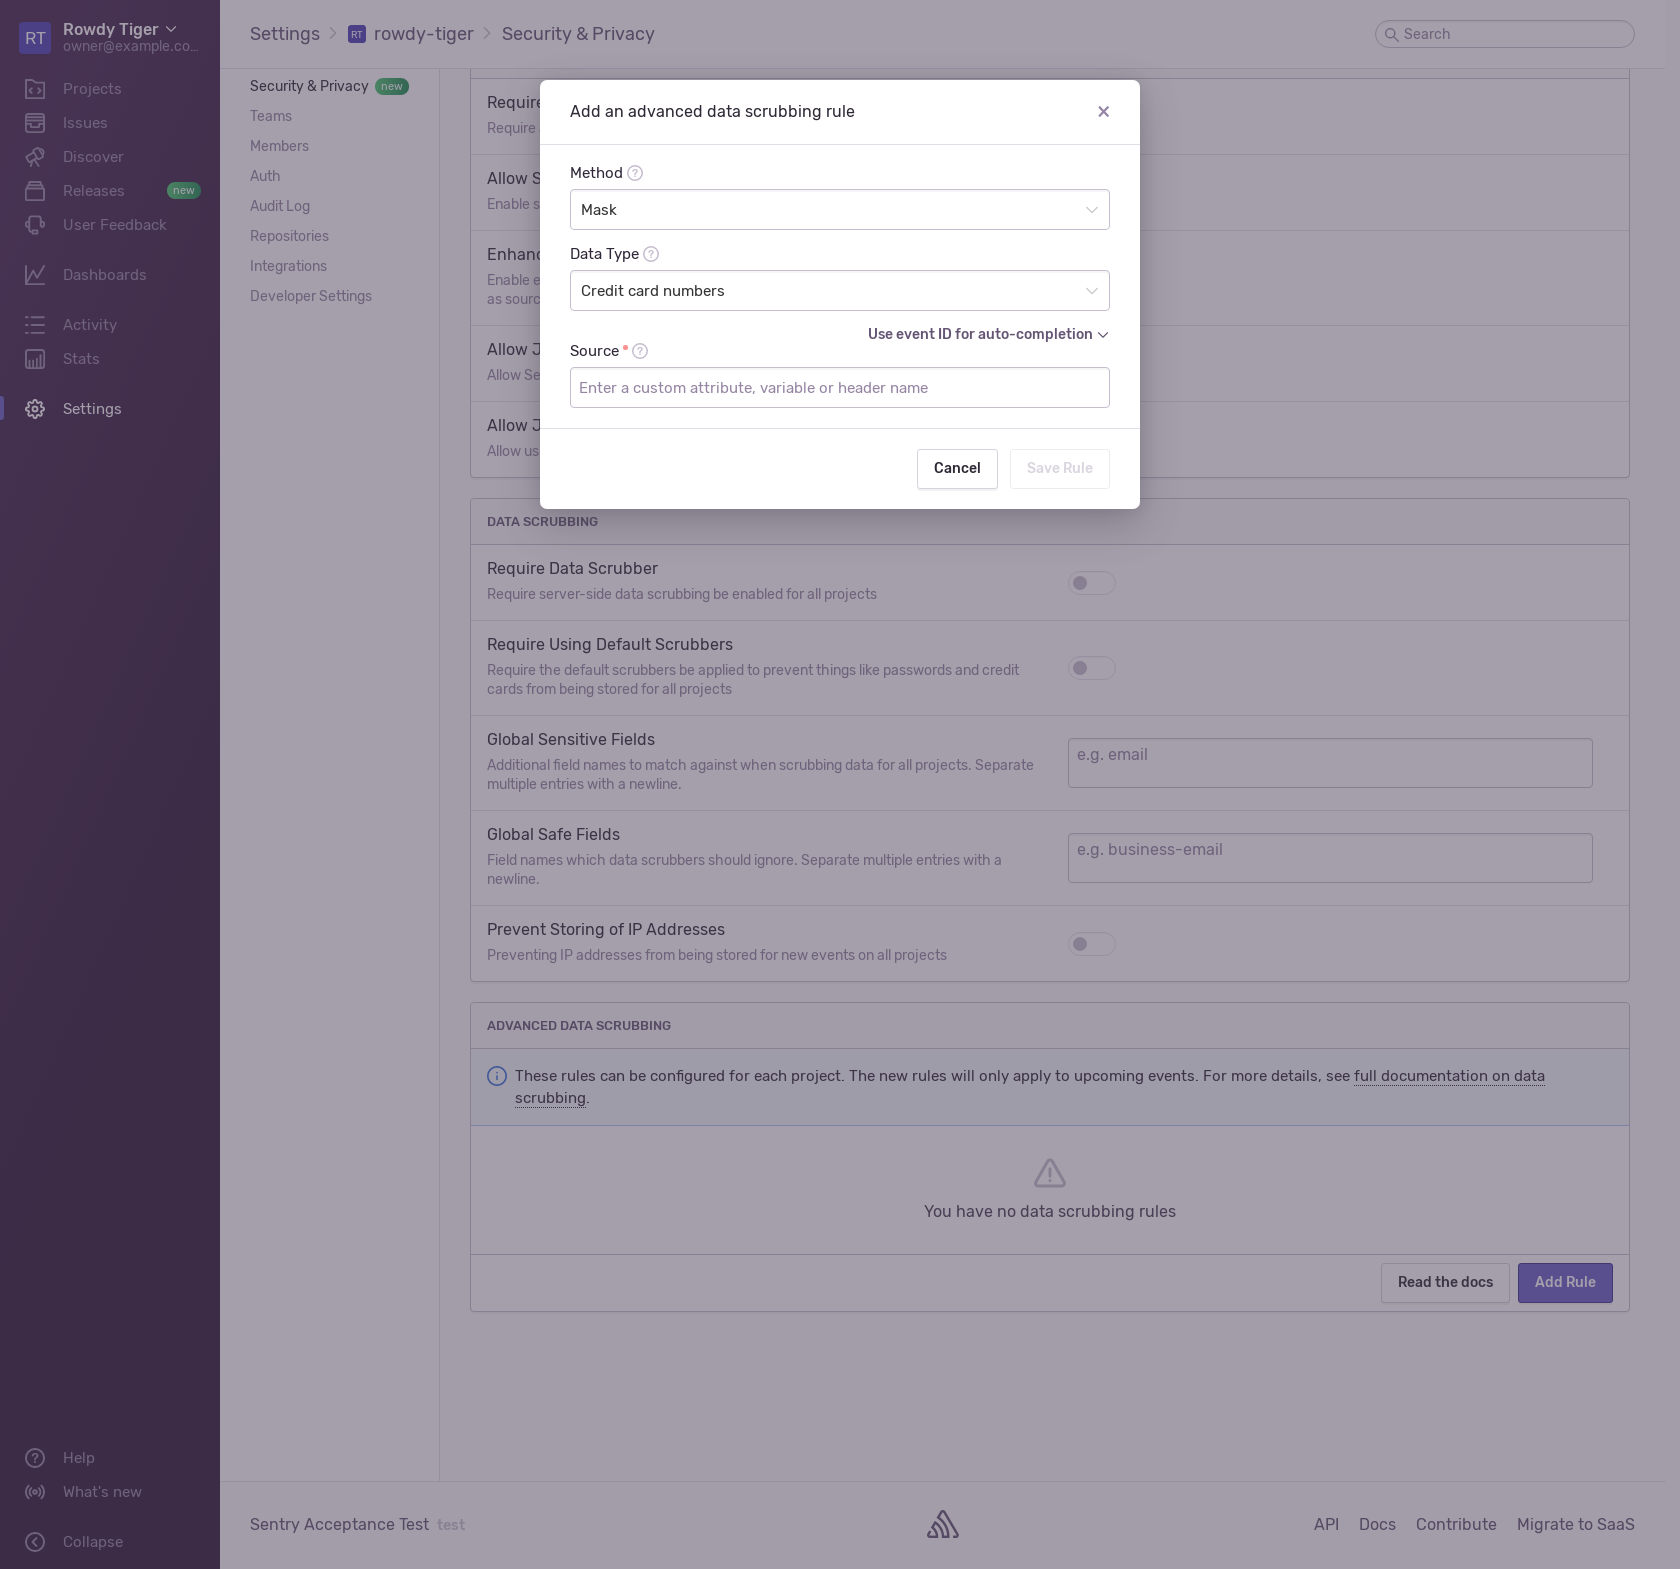 RT
Rowdy Tiger
owner@example.co...
Projects
Issues
Discover
Releases new
User Feedback
Dashboards
Activity
Stats
Settings
Help
What's new
Collapse
Settings RT rowdy-tiger Security & Privacy
Search
Security & Privacy new
Teams
Members
Auth
Audit Log
Repositories
Integrations
Developer Settings
Require
Require
Allow S
Enable s
Enhanc
Enable e
as sourc
Allow J
Allow Se
Allow J
Allow us
Add an advanced data scrubbing rule
Method
Mask
Data Type
Credit card numbers
Use event ID for auto-completion
Source
Enter a custom attribute, variable or header name
Cancel Save Rule
DATA SCRUBBING
Require Data Scrubber
Require server-side data scrubbing be enabled for all projects
Require Using Default Scrubbers
Require the default scrubbers be applied to prevent things like passwords and credit
cards from being stored for all projects
Global Sensitive Fields
Additional field names to match against when scrubbing data for all projects. Separate
multiple entries with a newline.
e.g. email
Global Safe Fields
Field names which data scrubbers should ignore. Separate multiple entries with a
newline.
e.g. business-email
Prevent Storing of IP Addresses
Preventing IP addresses from being stored for new events on all projects
ADVANCED DATA SCRUBBING
These rules can be configured for each project. The new rules will only apply to upcoming events. For more details, see full documentation on data
scrubbing.
You have no data scrubbing rules
Read the docs Add Rule
Sentry Acceptance Test test
API Docs Contribute Migrate to SaaS